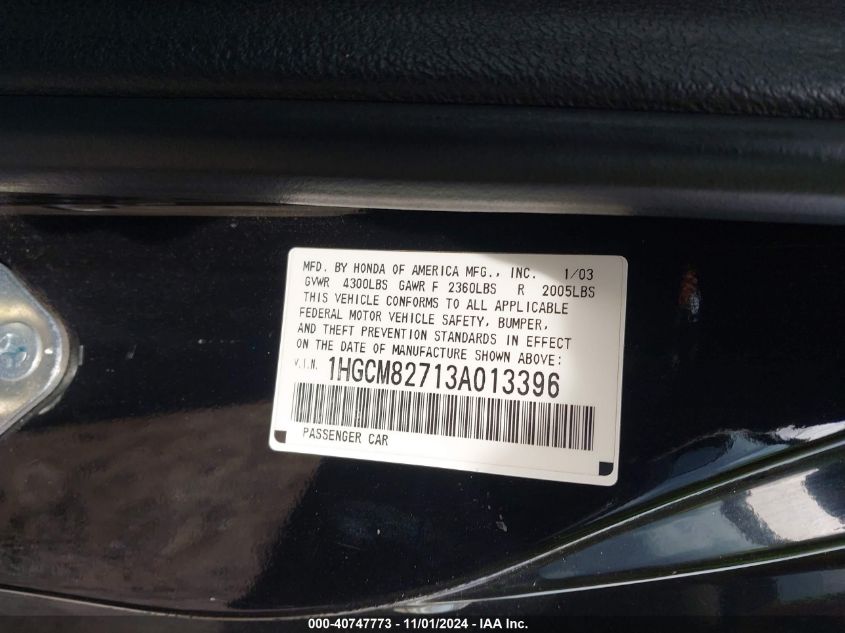 MFD. BY HONDA OF AMERICA MFG., INC. 1/03
GVWR 4300LBS GAWR F 2360LBS R 2005LBS
THIS VEHICLE CONFORMS TO ALL APPLICABLE
FEDERAL MOTOR VEHICLE SAFETY, BUMPER,
AND THEFT PREVENTION STANDARDS IN EFFECT
ON THE DATE OF MANUFACTURE SHOWN ABOVE:
V.I.N. 1HGCM82713A013396
PASSENGER CAR
000-40747773 - 11/01/2024 - IAA Inc.